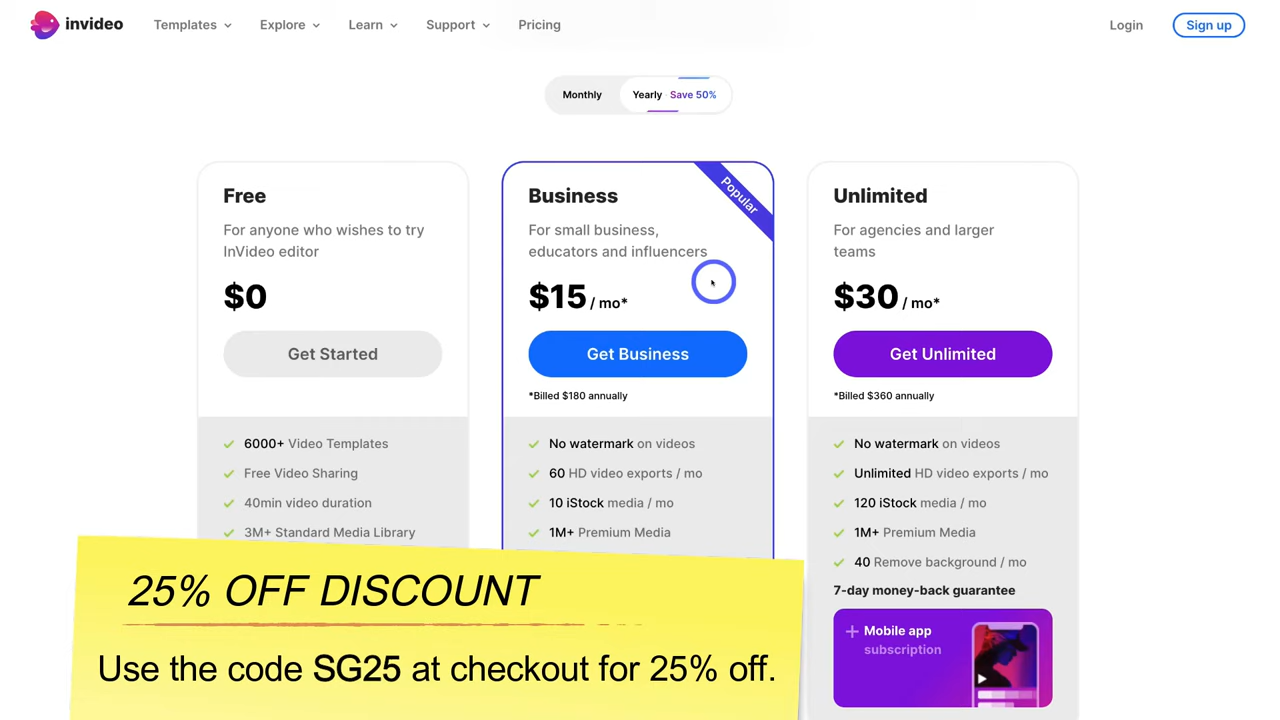 invideo
Templates
Explore
Learn
Support
Pricing
Login
Sign up
Monthly
Yearly · Save 50%
Free
For anyone who wishes to try
InVideo editor
$0
Get Started
6000+ Video Templates
Free Video Sharing
40min video duration
3M+ Standard Media Library
Popular
Business
For small business,
educators and influencers
$15 / mo*
Get Business
*Billed $180 annually
No watermark on videos
60 HD video exports / mo
10 iStock media / mo
1M+ Premium Media
Unlimited
For agencies and larger
teams
$30 / mo*
Get Unlimited
*Billed $360 annually
No watermark on videos
Unlimited HD video exports / mo
120 iStock media / mo
1M+ Premium Media
40 Remove background / mo
7-day money-back guarantee
+ Mobile app
subscription
25% OFF DISCOUNT
Use the code SG25 at checkout for 25% off.